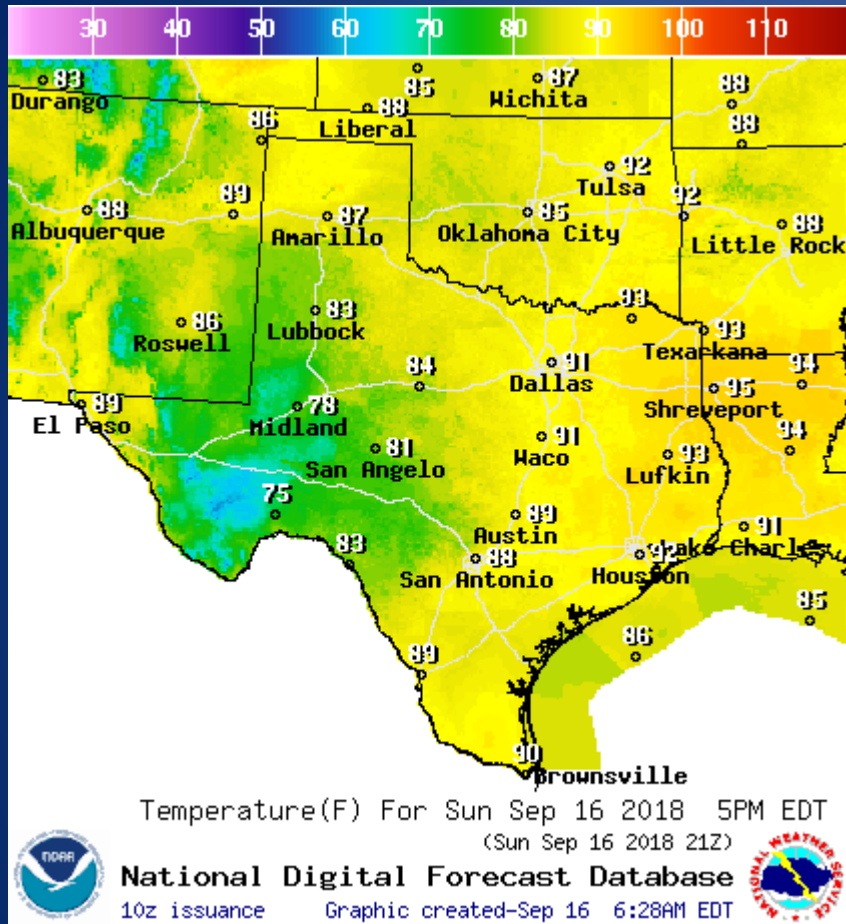 30 40 50 60 70 80 90 100 110
83 85 87 88
Durango Wichita
88
Liberal
86 88
92
Tulsa
88 89 87 85 92 88
Albuquerque Amarillo Oklahoma City Little Rock
86 83 93 93
Roswell Lubbock Texarkana
84 91 95 94
Dallas Shreveport
89 78
El Paso Midland
81 91 93 94
San Angelo Waco Lufkin
75 89 91
Austin Lake Charles
83 88 92
San Antonio Houston
85
86
89
90
Brownsville
Temperature(F) For Sun Sep 16 2018 5PM EDT
(Sun Sep 16 2018 21Z)
NOAA
NATIONAL WEATHER SERVICE
National Digital Forecast Database
10z issuance Graphic created-Sep 16 6:28AM EDT